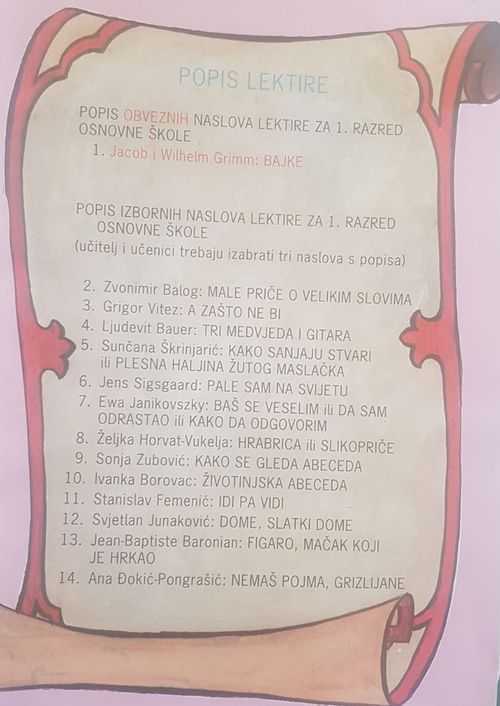 POPIS LEKTIRE
POPIS OBVEZNIH NASLOVA LEKTIRE ZA 1. RAZRED
OSNOVNE ŠKOLE
1. Jacob i Wilhelm Grimm: BAJKE
POPIS IZBORNIH NASLOVA LEKTIRE ZA 1. RAZRED
OSNOVNE ŠKOLE
(učitelj i učenici trebaju izabrati tri naslova s popisa)
2. Zvonimir Balog: MALE PRIČE O VELIKIM SLOVIMA
3. Grigor Vitez: A ZAŠTO NE BI
4. Ljudevit Bauer: TRI MEDVJEDA I GITARA
5. Sunčana Škrinjarić: KAKO SANJAJU STVARI
ili PLESNA HALJINA ŽUTOG MASLAČKA
6. Jens Sigsgaard: PALE SAM NA SVIJETU
7. Ewa Janikovszky: BAŠ SE VESELIM ili DA SAM
ODRASTAO ili KAKO DA ODGOVORIM
8. Željka Horvat-Vukelja: HRABRICA ili SLIKOPRIČE
9. Sonja Zubović: KAKO SE GLEDA ABECEDA
10. Ivanka Borovac: ŽIVOTINJSKA ABECEDA
11. Stanislav Femenić: IDI PA VIDI
12. Svjetlan Junaković: DOME, SLATKI DOME
13. Jean-Baptiste Baronian: FIGARO, MAČAK KOJI
JE HRKAO
14. Ana Đokić-Pongrašić: NEMAŠ POJMA, GRIZLIJANE